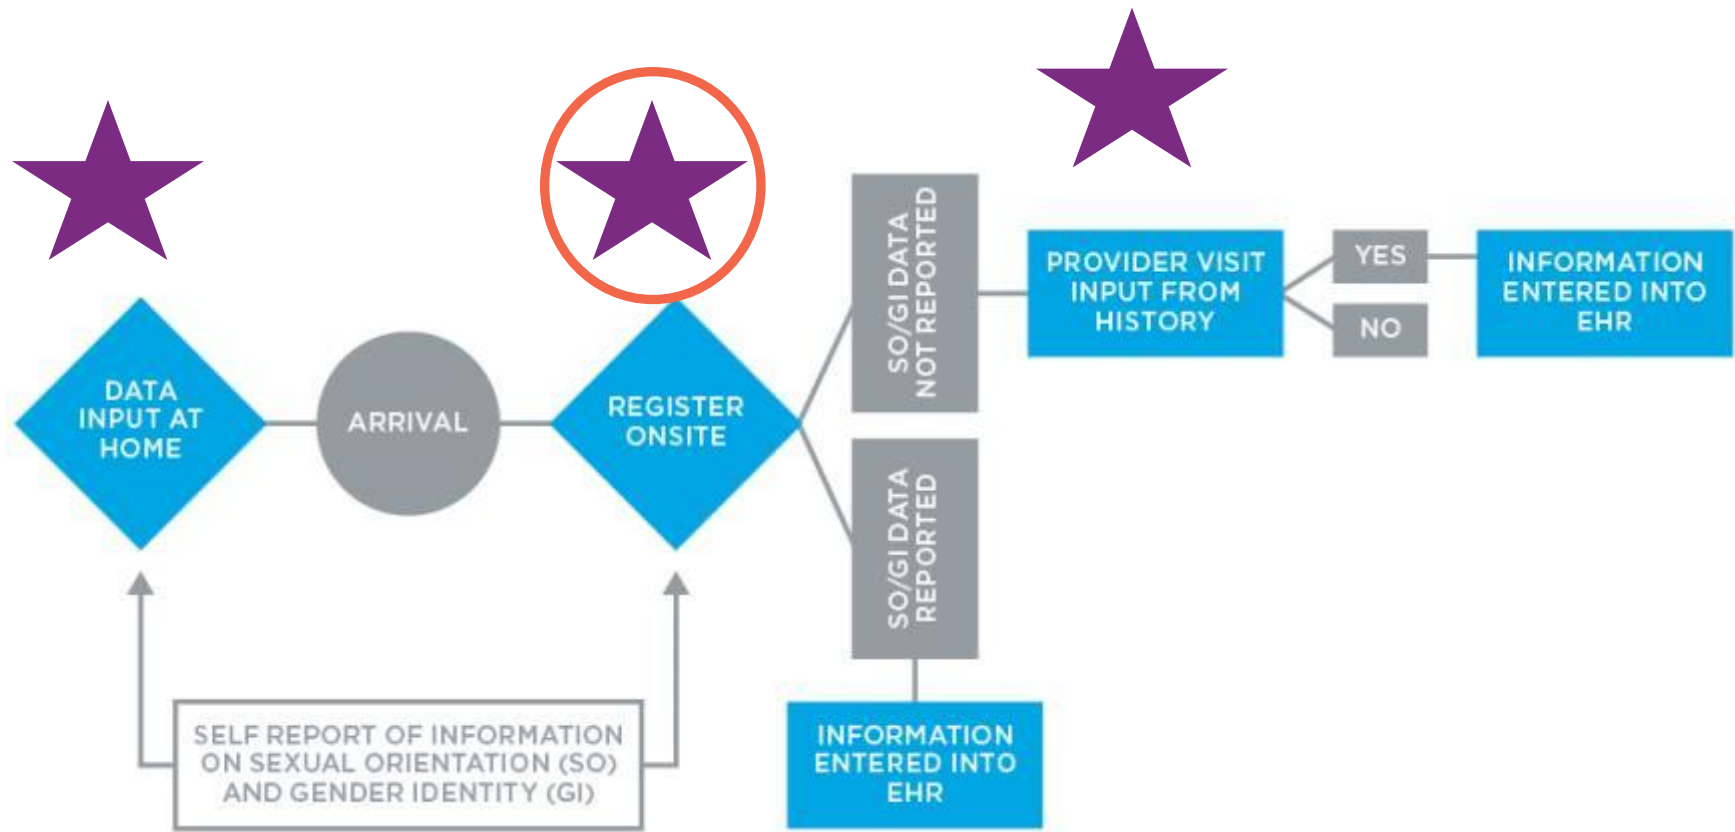 DATA
INPUT AT
HOME
ARRIVAL
REGISTER
ONSITE
SO/GI DATA
NOT REPORTED
SO/GI DATA
REPORTED
PROVIDER VISIT
INPUT FROM
HISTORY
YES
NO
INFORMATION
ENTERED INTO
EHR
SELF REPORT OF INFORMATION
ON SEXUAL ORIENTATION (SO)
AND GENDER IDENTITY (GI)
INFORMATION
ENTERED INTO
EHR